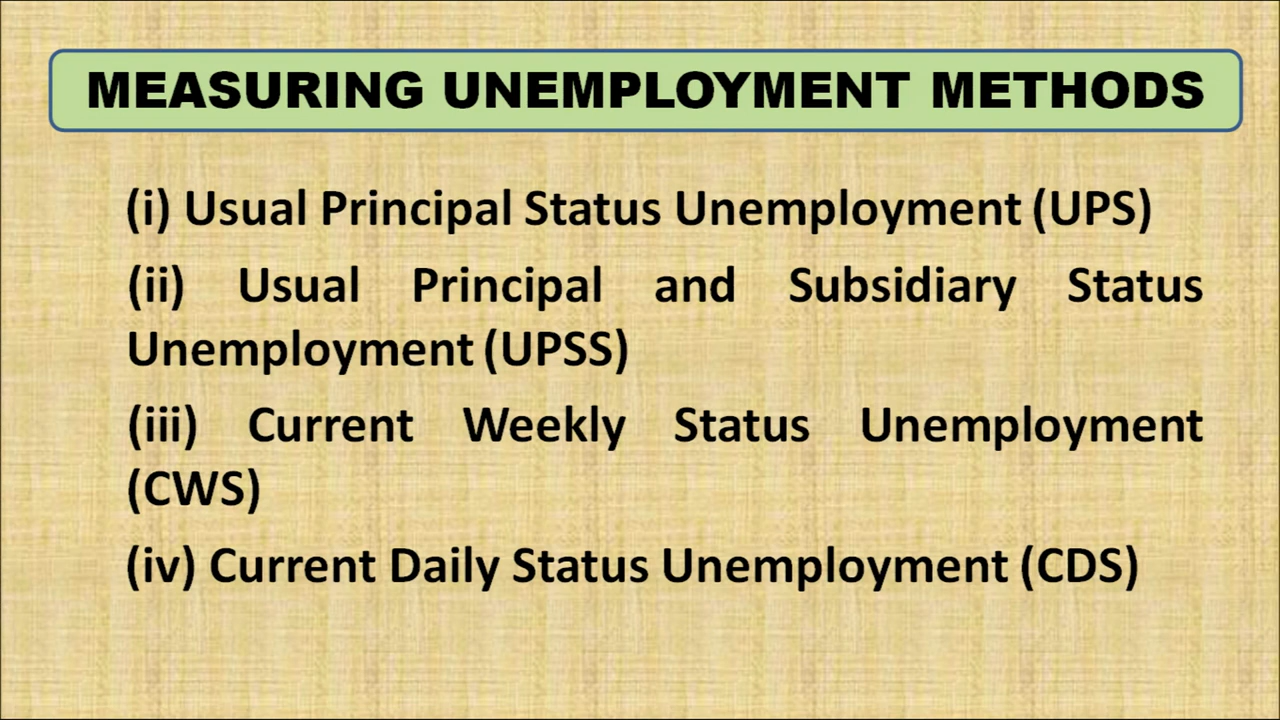 MEASURING UNEMPLOYMENT METHODS
(i) Usual Principal Status Unemployment (UPS)
(ii) Usual Principal and Subsidiary Status
Unemployment (UPSS)
(iii) Current Weekly Status Unemployment
(CWS)
(iv) Current Daily Status Unemployment (CDS)